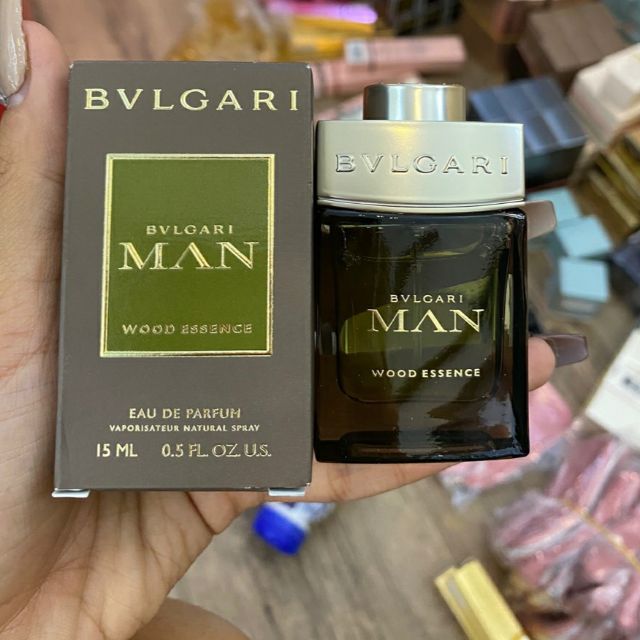 BVLGARI
BVLGARI
MAN
WOOD ESSENCE
EAU DE PARFUM
VAPORISATEUR NATURAL SPRAY
15 ML 0.5 FL. OZ. U.S.
BVLGARI
BVLGARI
MAN
WOOD ESSENCE